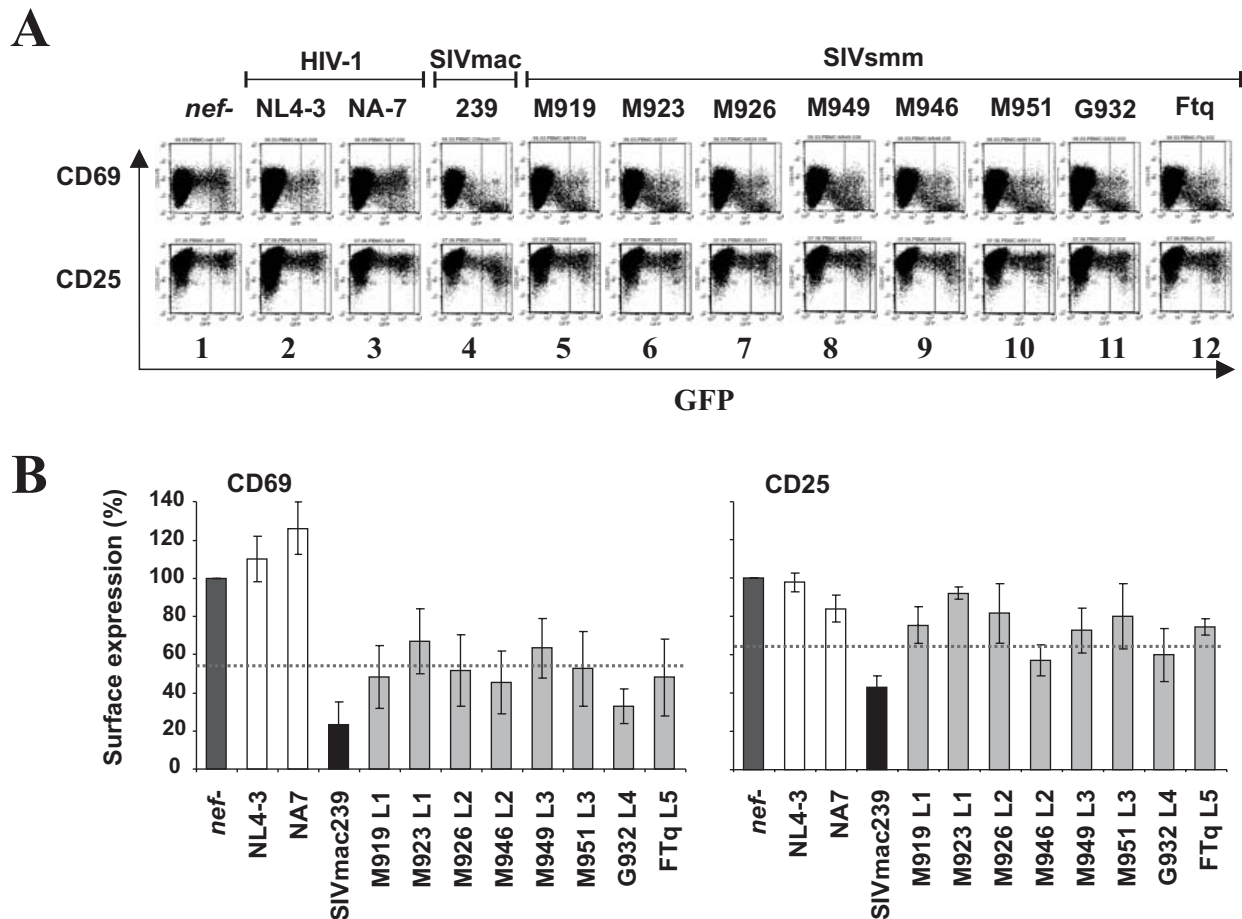 A
HIV-1 SIVmac SIVsmm
nef- NL4-3 NA-7 239 M919 M923 M926 M949 M946 M951 G932 Ftq
CD69
CD25
1 2 3 4 5 6 7 8 9 10 11 12
GFP
B
CD69
CD25
Surface expression (%)
140
120
100
80
60
40
20
0
nef-
NL4-3
NA7
SIVmac239
M919 L1
M923 L1
M926 L2
M946 L2
M949 L3
M951 L3
G932 L4
FTq L5
nef-
NL4-3
NA7
SIVmac239
M919 L1
M923 L1
M926 L2
M946 L2
M949 L3
M951 L3
G932 L4
FTq L5